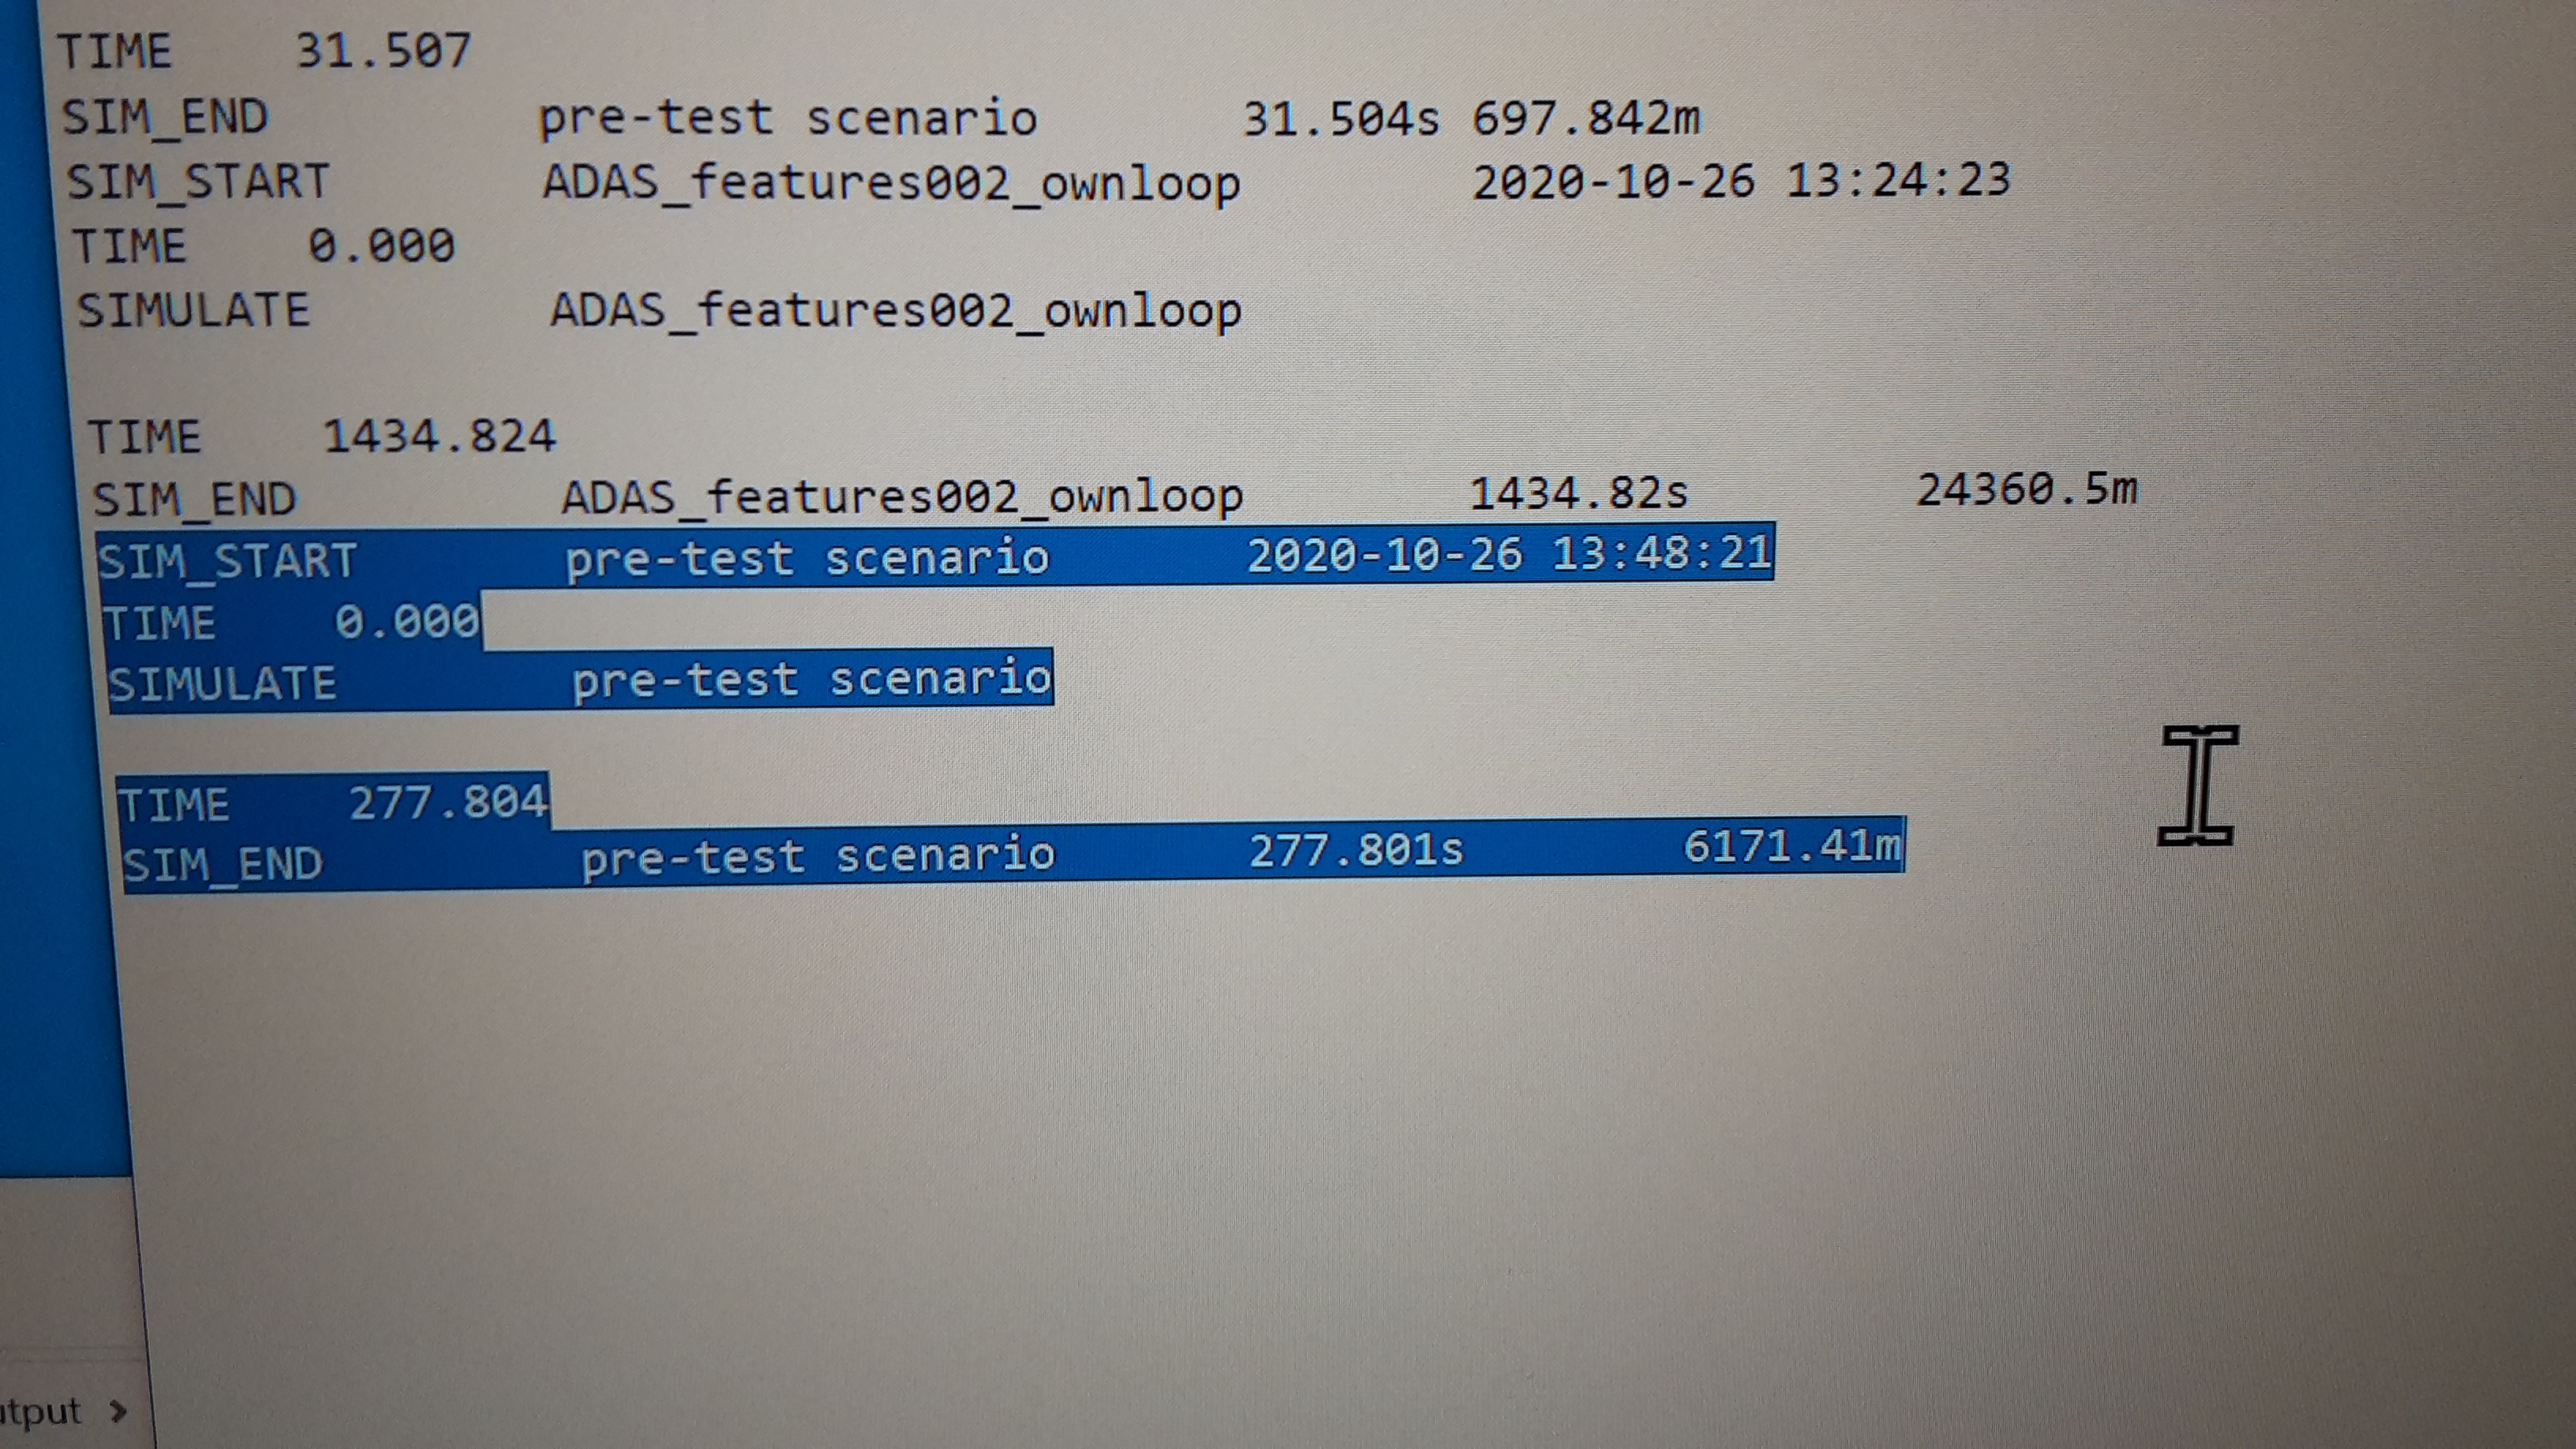 TIME 31.507
SIM_END pre-test scenario 31.504s 697.842m
SIM_START ADAS_features002_ownloop 2020-10-26 13:24:23
TIME 0.000
SIMULATE ADAS_features002_ownloop
TIME 1434.824
SIM_END ADAS_features002_ownloop 1434.82s 24360.5m
SIM_START pre-test scenario 2020-10-26 13:48:21
TIME 0.000
SIMULATE pre-test scenario
TIME 277.804
SIM_END pre-test scenario 277.801s 6171.41m
tput >